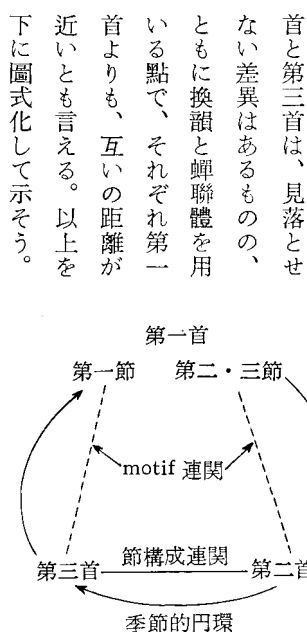 首と第三首は、見落とせ
ない差異はあるものの、
ともに換韻と蟬聯體を用
いる點で、それぞれ第一
首よりも、互いの距離が
近いとも言える。以上を
下に圖式化して示そう。
第一首
第一節 第二・三節
motif 連関
節構成連関
第三首 第二首
季節的円環